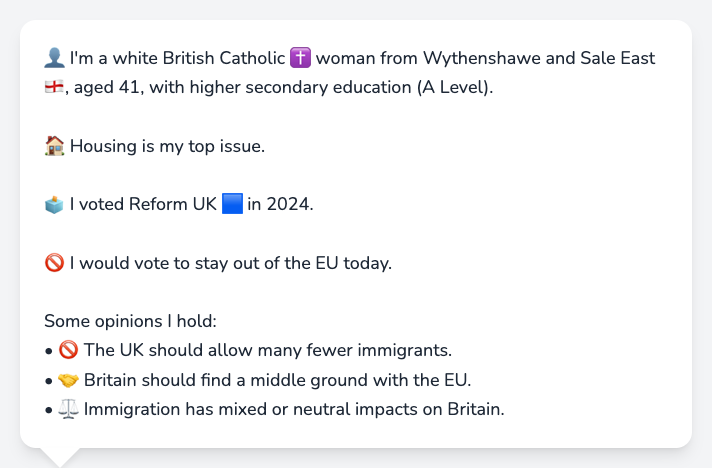 👤 I'm a white British Catholic ✝️ woman from Wythenshawe and Sale East
🏴󠁧󠁢󠁥󠁮󠁧󠁿, aged 41, with higher secondary education (A Level).
🏠 Housing is my top issue.
🗳️ I voted Reform UK 🟦 in 2024.
🚫 I would vote to stay out of the EU today.
Some opinions I hold:
• 🚫 The UK should allow many fewer immigrants.
• 🤝 Britain should find a middle ground with the EU.
• ⚖️ Immigration has mixed or neutral impacts on Britain.